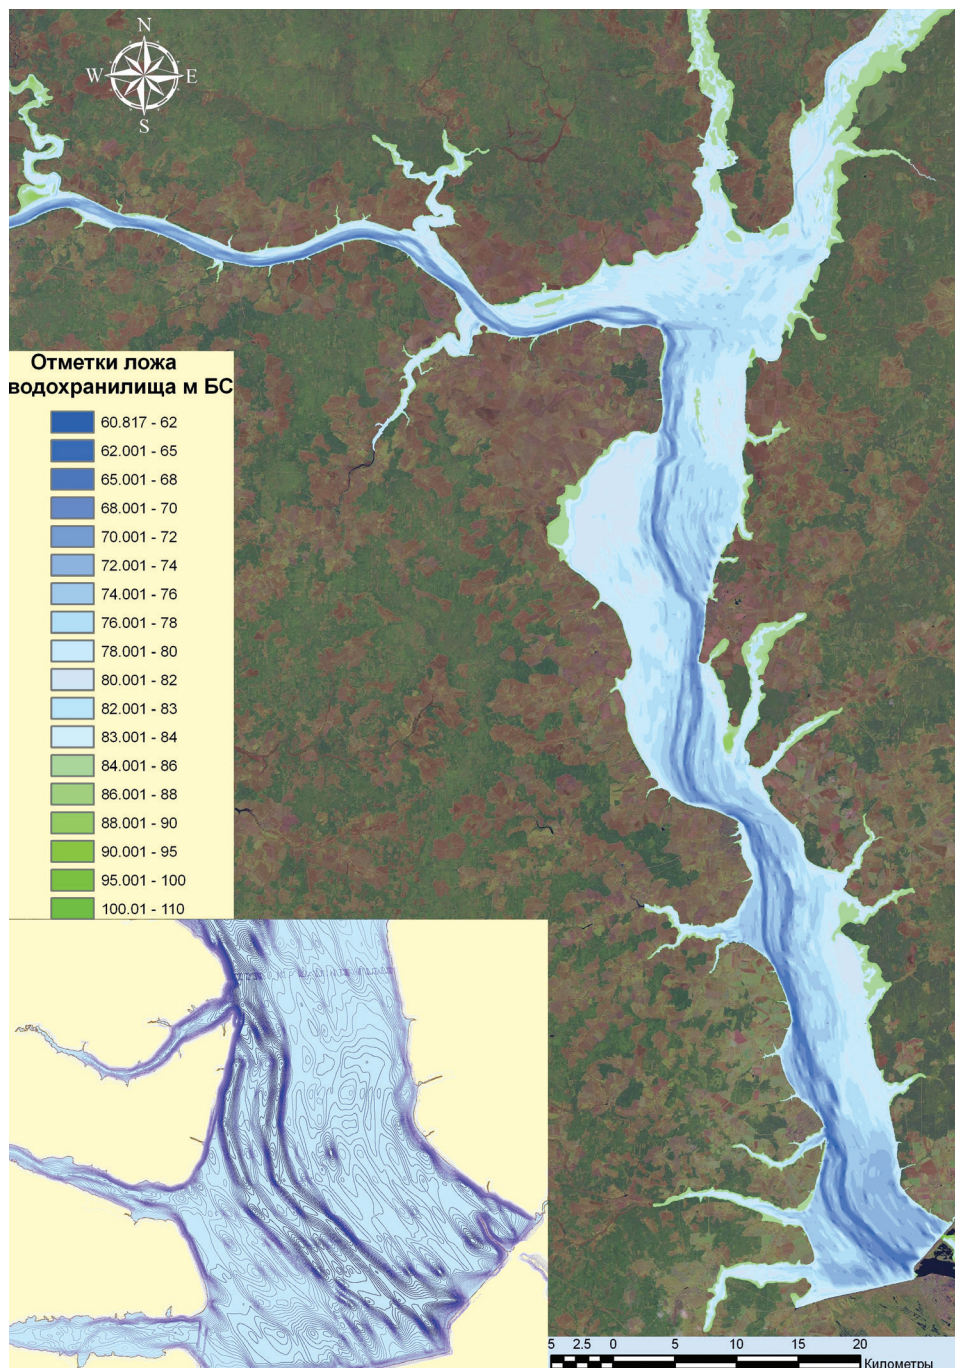 N
W E
S
Отметки ложа
водохранилища м БС
60.817 - 62
62.001 - 65
65.001 - 68
68.001 - 70
70.001 - 72
72.001 - 74
74.001 - 76
76.001 - 78
78.001 - 80
80.001 - 82
82.001 - 83
83.001 - 84
84.001 - 86
86.001 - 88
88.001 - 90
90.001 - 95
95.001 - 100
100.01 - 110
5 2.5 0 5 10 15 20
Километры